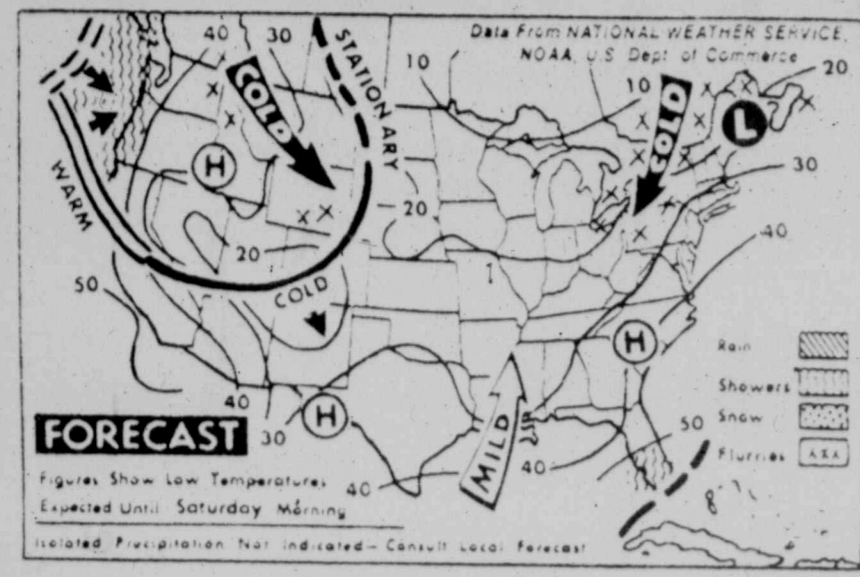 Data From NATIONAL WEATHER SERVICE,
NOAA, U.S. Dept of Commerce
40
30
10
10
20
30
40
COLD
STATIONARY
COLD
L
H
WARM
20
20
50
COLD
H
H
40
30
40
MILD
40
50
Rain
Showers
Snow
Flurries
FORECAST
Figures Show Low Temperatures
Expected Until Saturday Morning
Isolated Precipitation Not Indicated – Consult Local Forecast